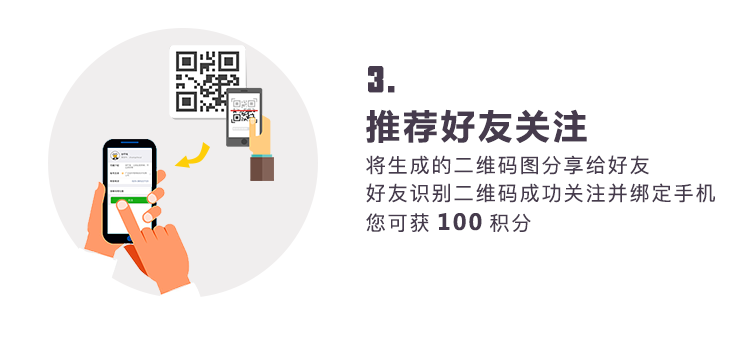 3.
推荐好友关注
将生成的二维码图分享给好友
好友识别二维码成功关注并绑定手机
您可获 100 积分